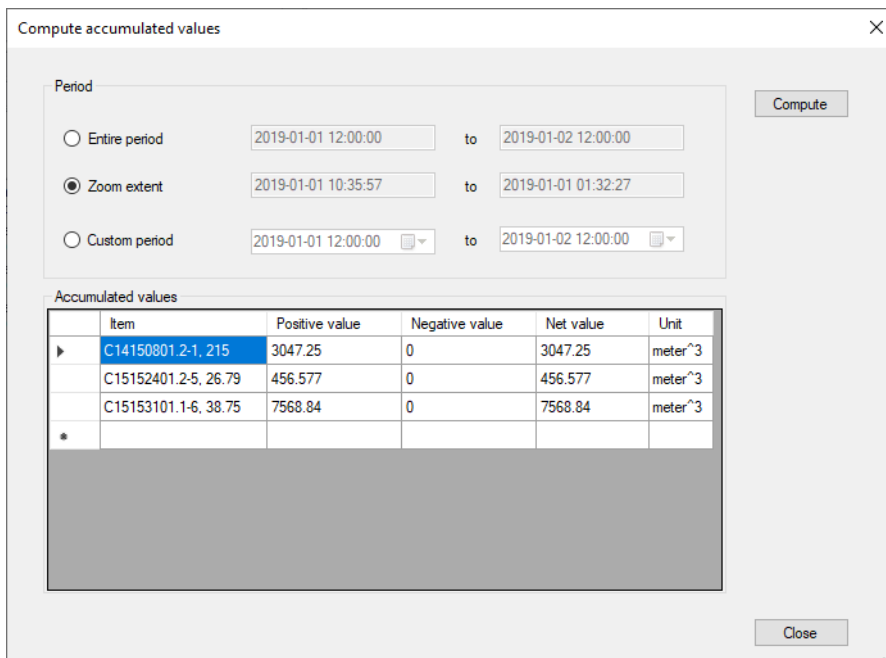 Compute accumulated values
Period
Compute
Entire period 2019-01-01 12:00:00 to 2019-01-02 12:00:00
Zoom extent 2019-01-01 10:35:57 to 2019-01-01 01:32:27
Custom period 2019-01-01 12:00:00 to 2019-01-02 12:00:00
Accumulated values
Item Positive value Negative value Net value Unit
C14150801.2-1, 215 3047.25 0 3047.25 meter^3
C15152401.2-5, 26.79 456.577 0 456.577 meter^3
C15153101.1-6, 38.75 7568.84 0 7568.84 meter^3
*
Close